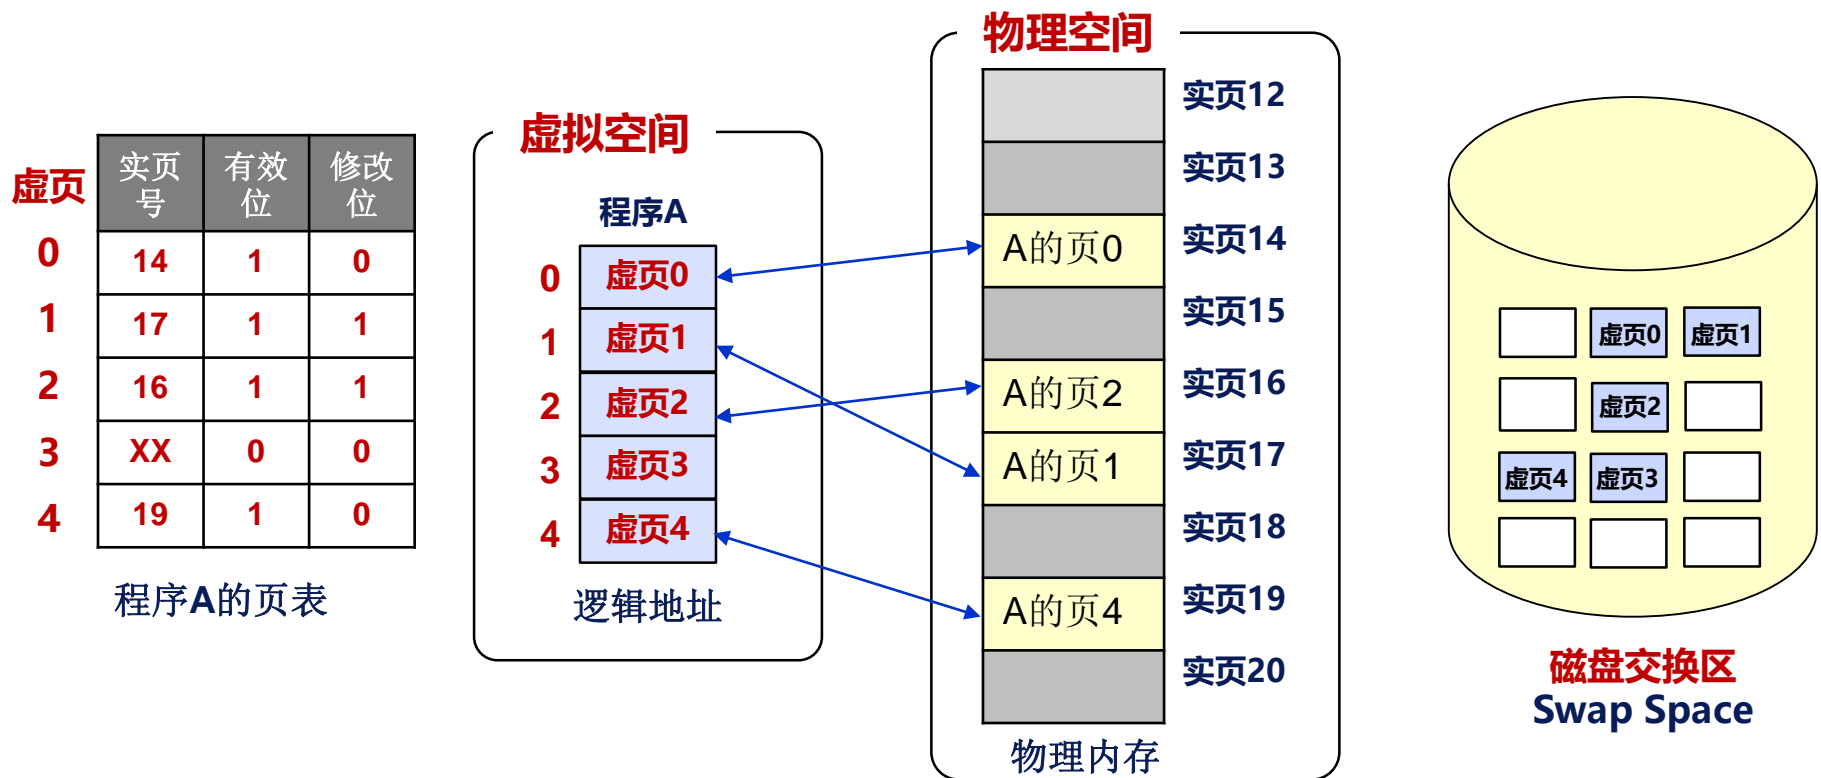 虚页
实页号 有效位 修改位
0 14 1 0
1 17 1 1
2 16 1 1
3 XX 0 0
4 19 1 0
程序A的页表
虚拟空间
程序A
0 虚页0
1 虚页1
2 虚页2
3 虚页3
4 虚页4
逻辑地址
物理空间
实页12
实页13
A的页0 实页14
实页15
A的页2 实页16
A的页1 实页17
实页18
A的页4 实页19
实页20
物理内存
虚页0 虚页1
虚页2
虚页4 虚页3
磁盘交换区
Swap Space